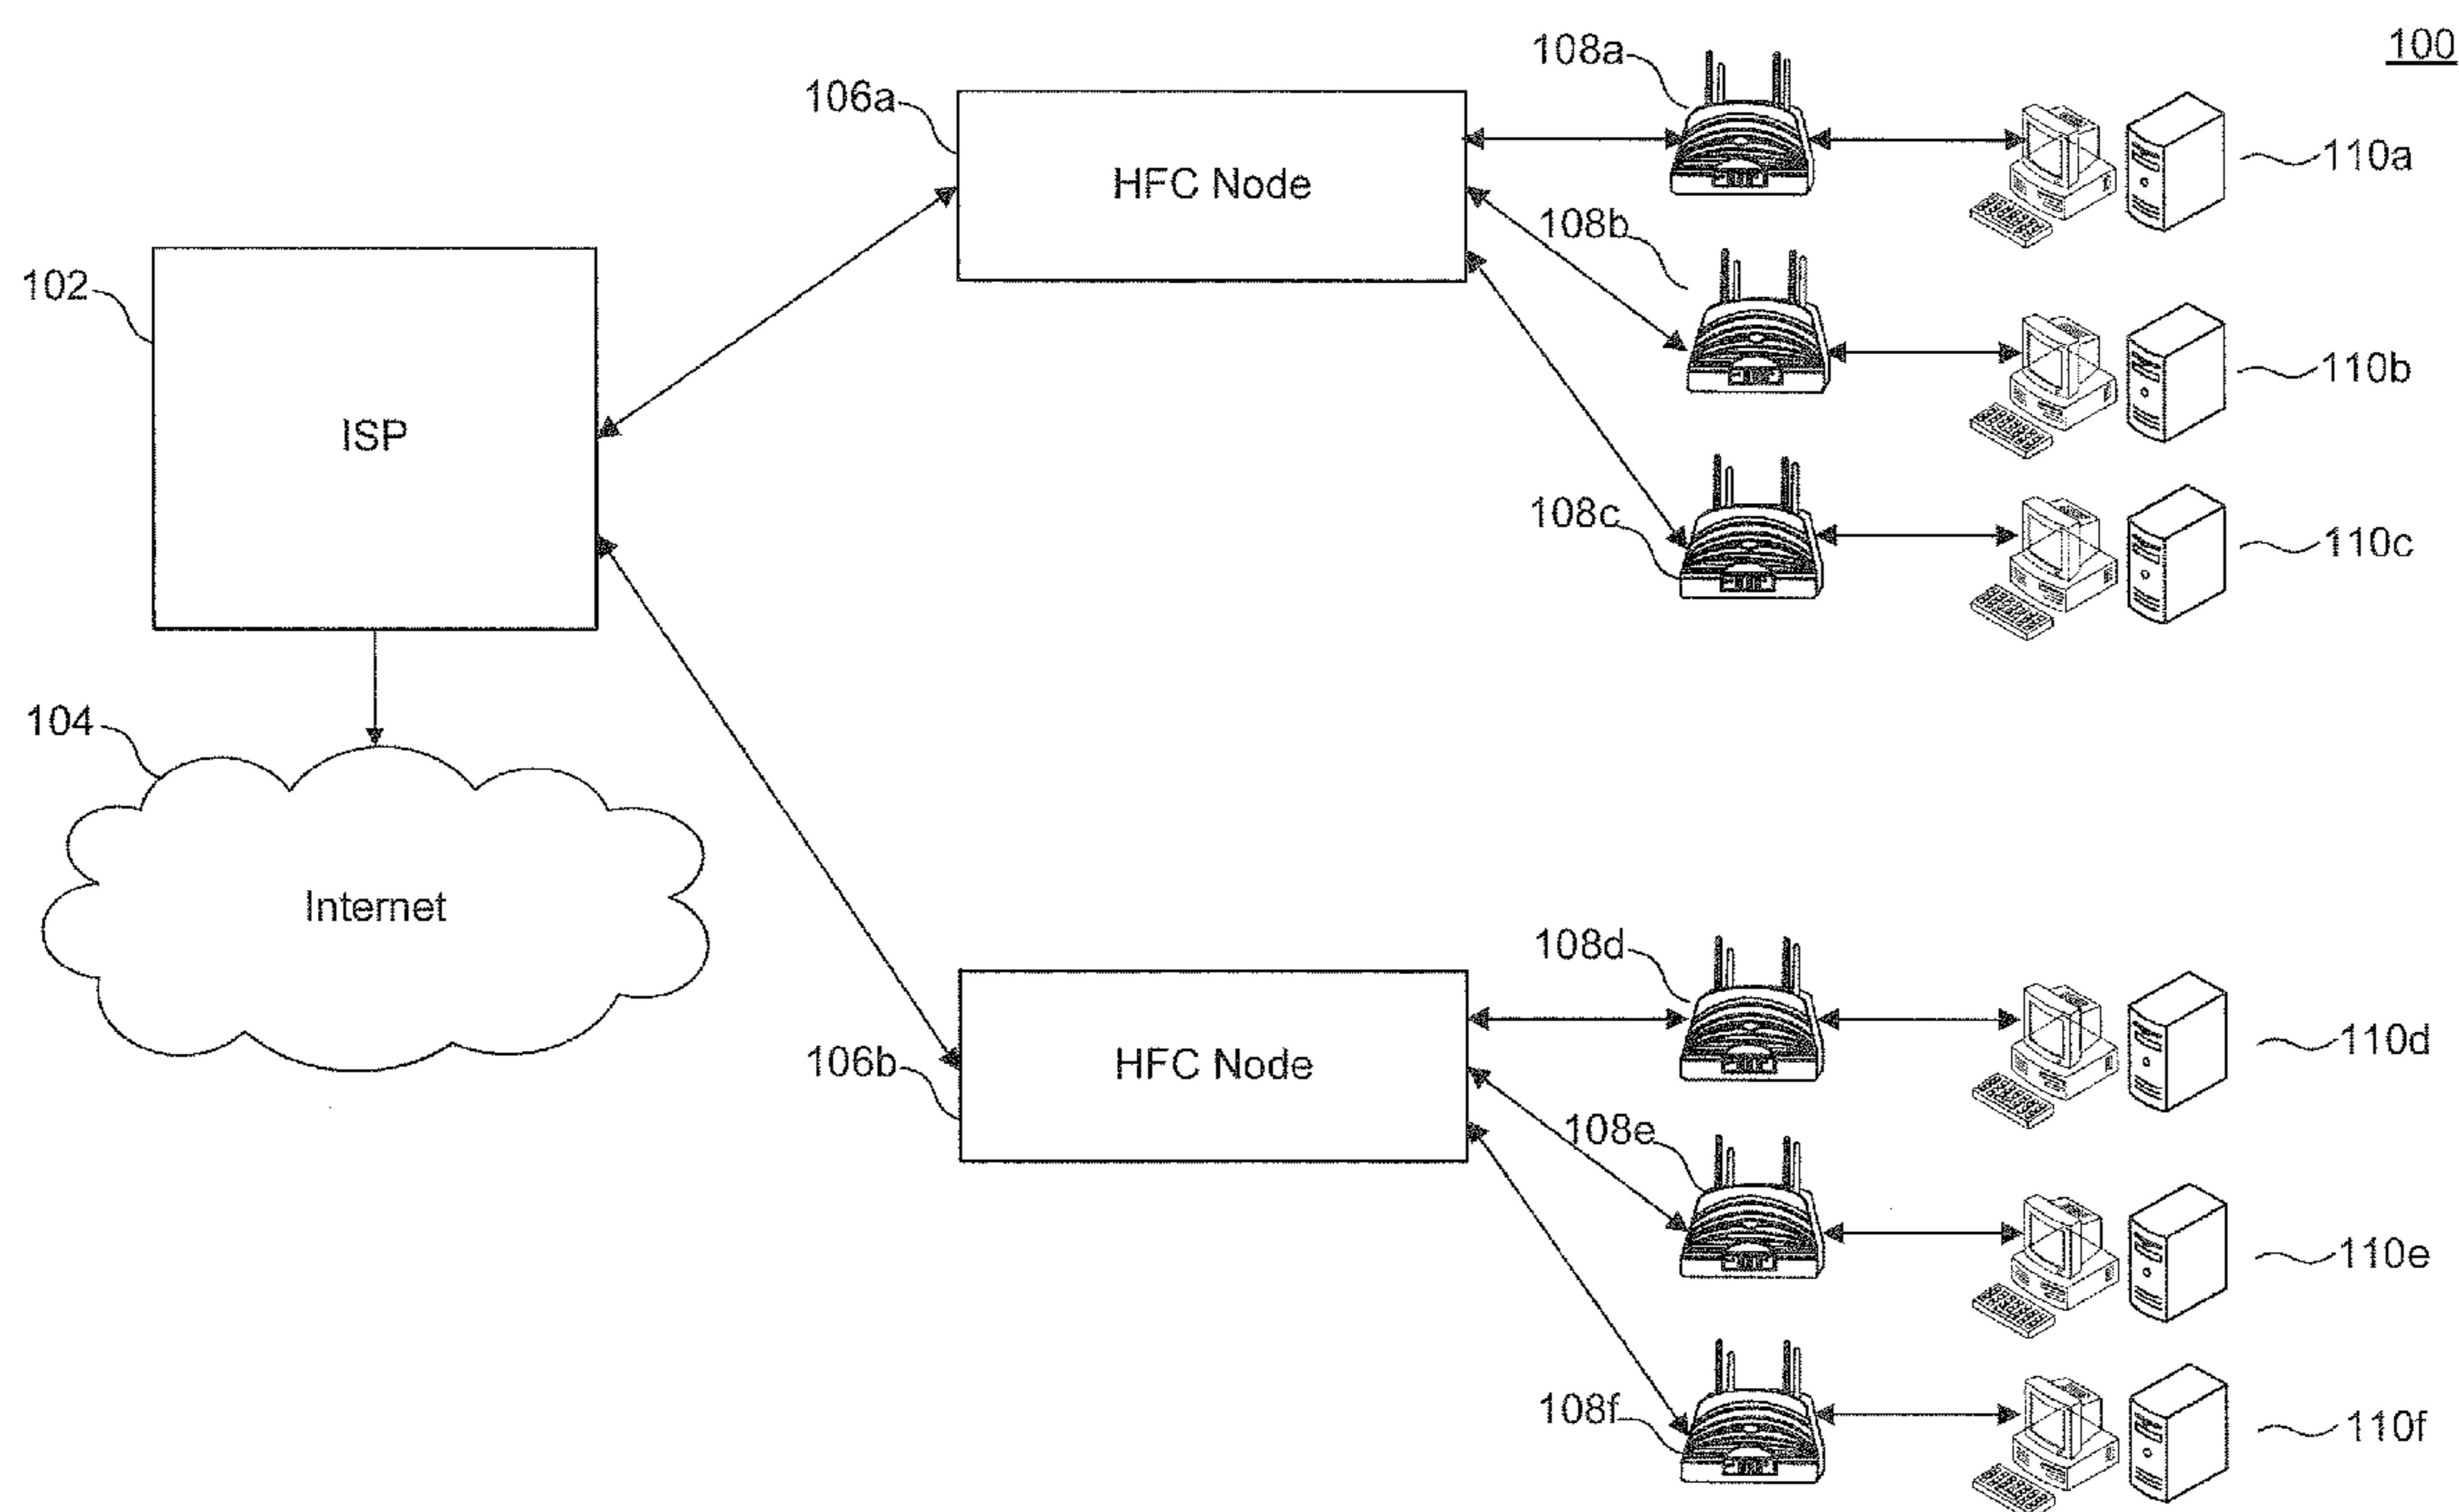 100
108a
106a
HFC Node
110a
108b
102
ISP
110b
108c
110c
104
Internet
108d
106b
HFC Node
110d
108e
110e
108f
110f